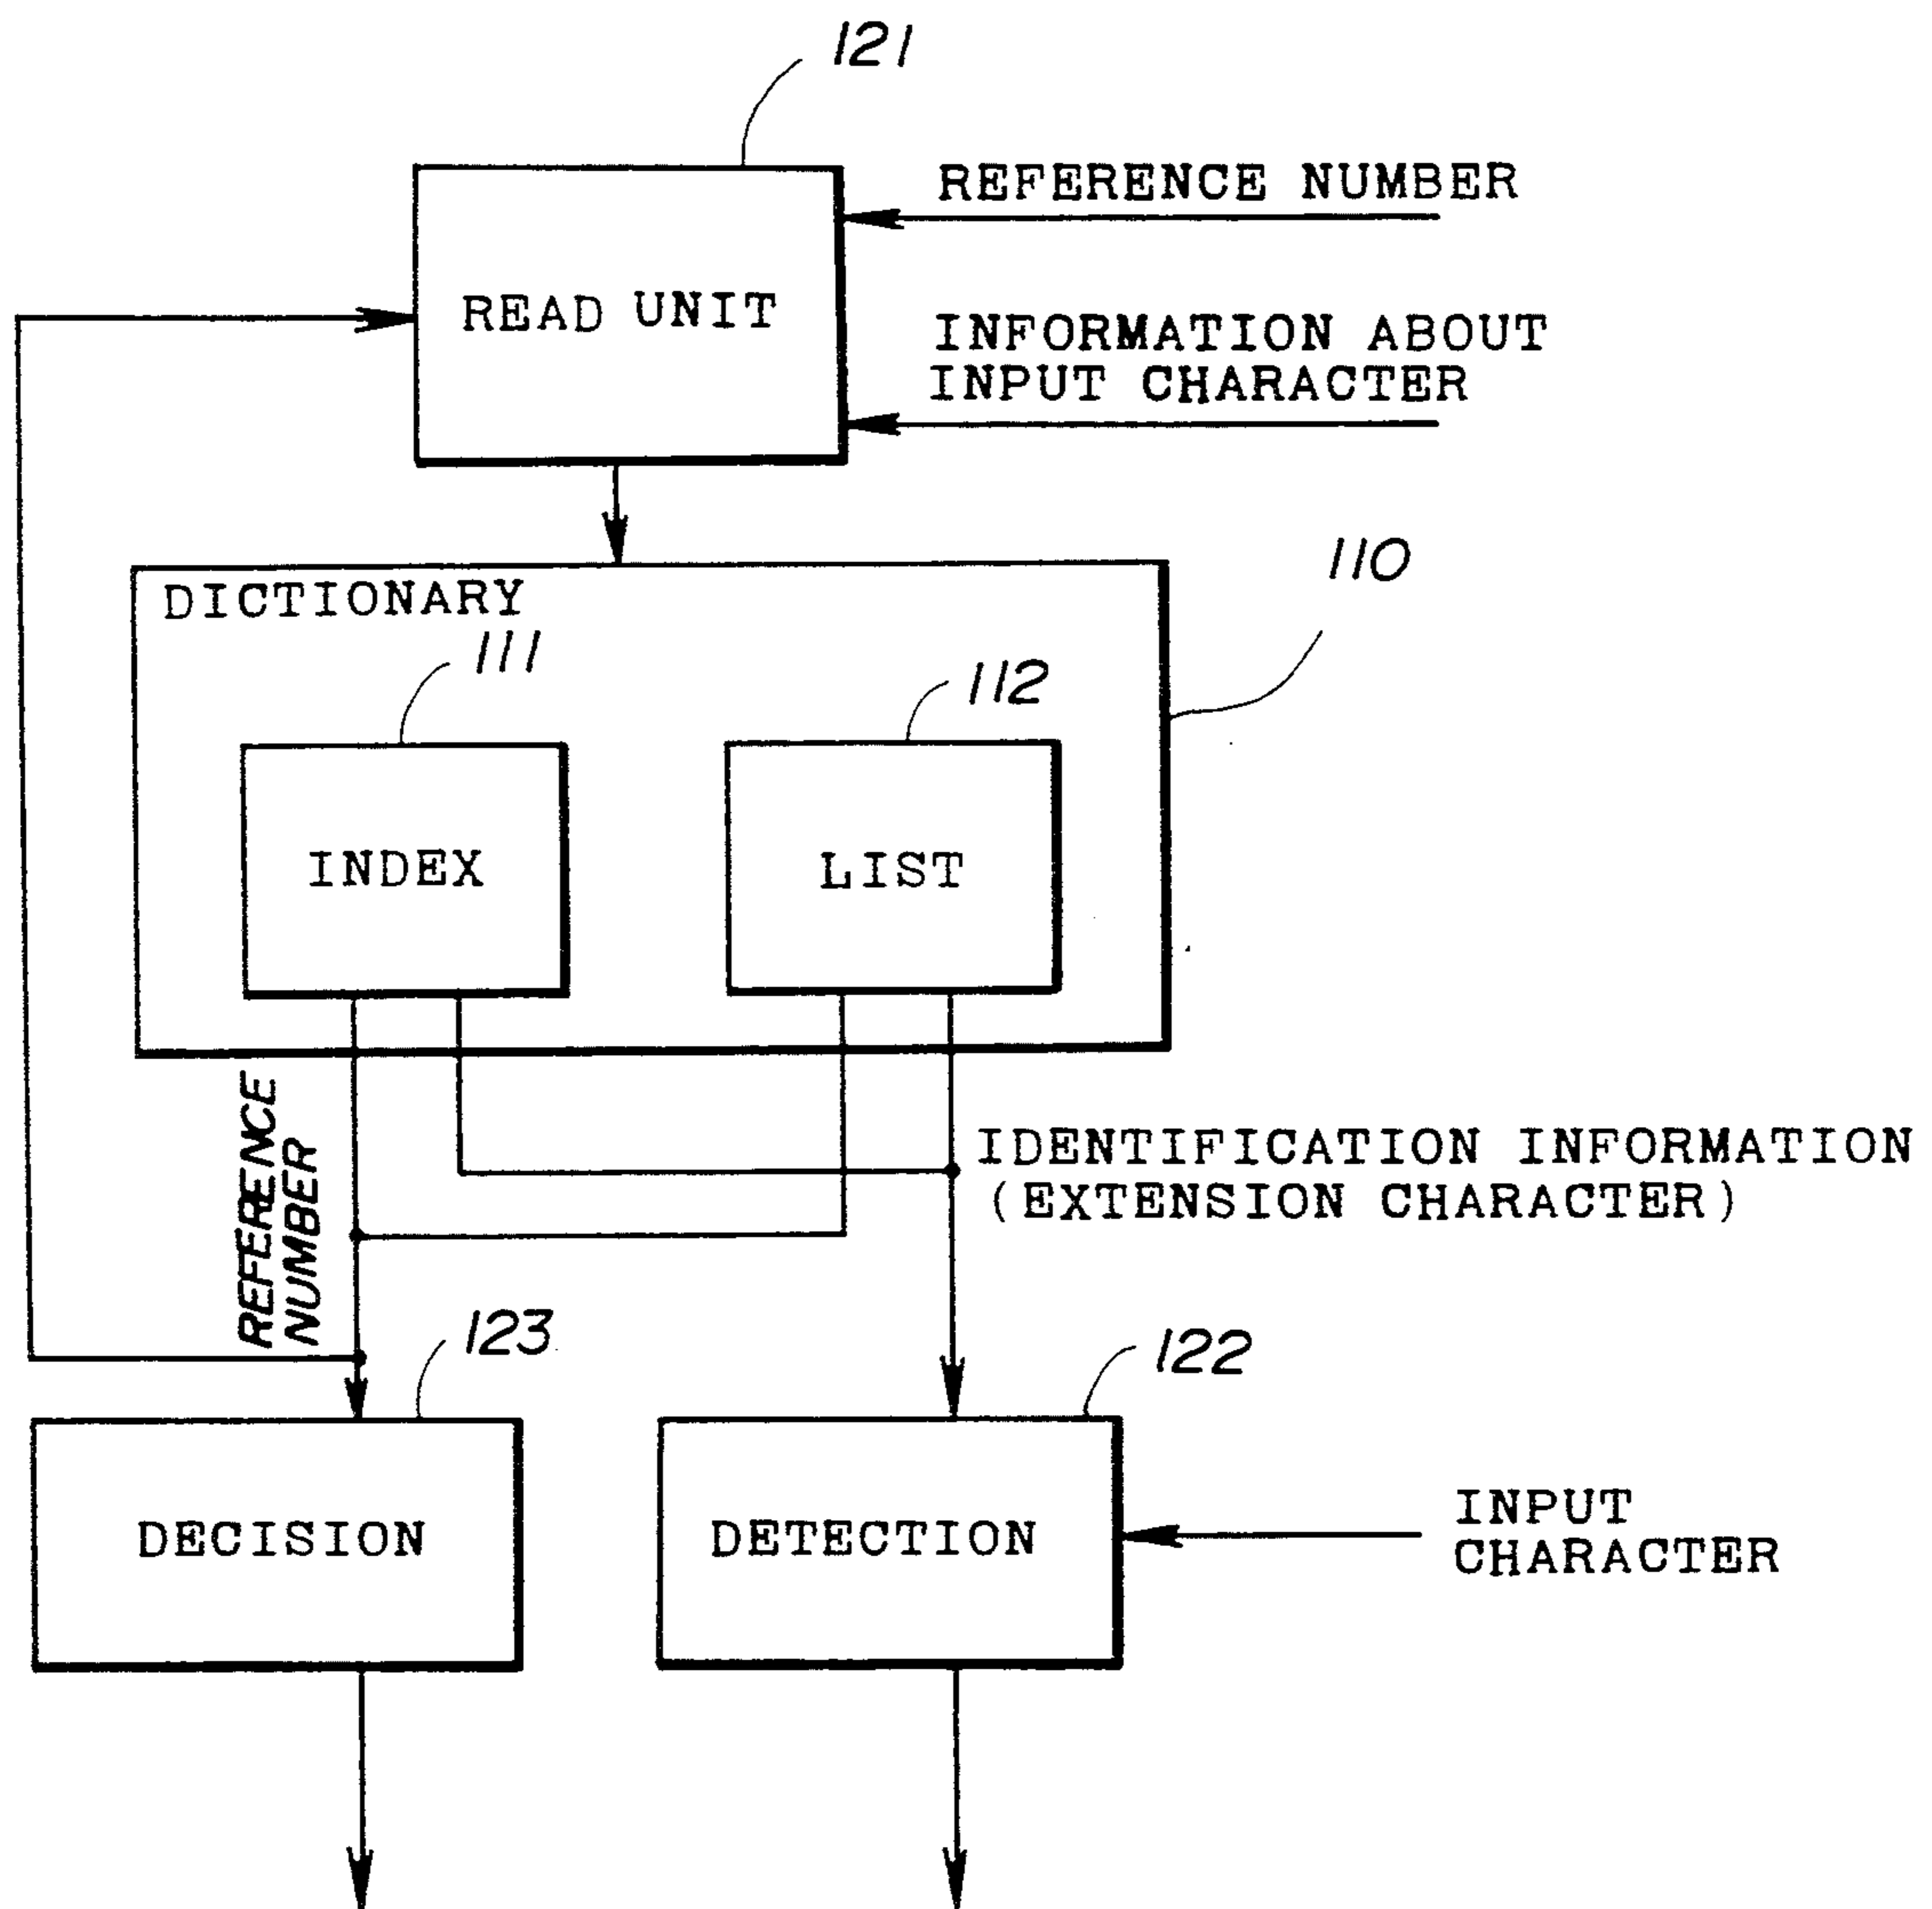 121
REFERENCE NUMBER
READ UNIT
INFORMATION ABOUT
INPUT CHARACTER
110
DICTIONARY
111
112
INDEX
LIST
REFERENCE
NUMBER
IDENTIFICATION INFORMATION
(EXTENSION CHARACTER)
123
122
DECISION
DETECTION
INPUT
CHARACTER